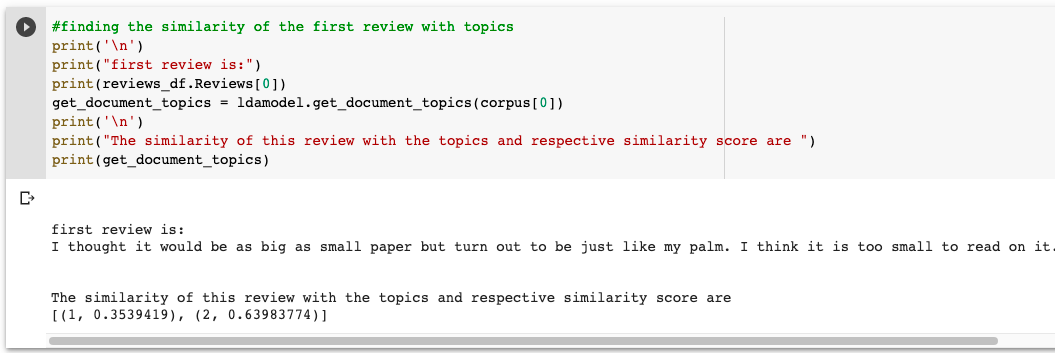 #finding the similarity of the first review with topics
print('\n')
print("first review is:")
print(reviews_df.Reviews[0])
get_document_topics = ldamodel.get_document_topics(corpus[0])
print('\n')
print("The similarity of this review with the topics and respective similarity score are ")
print(get_document_topics)
first review is:
I thought it would be as big as small paper but turn out to be just like my palm. I think it is too small to read on it.
The similarity of this review with the topics and respective similarity score are
[(1, 0.3539419), (2, 0.63983774)]